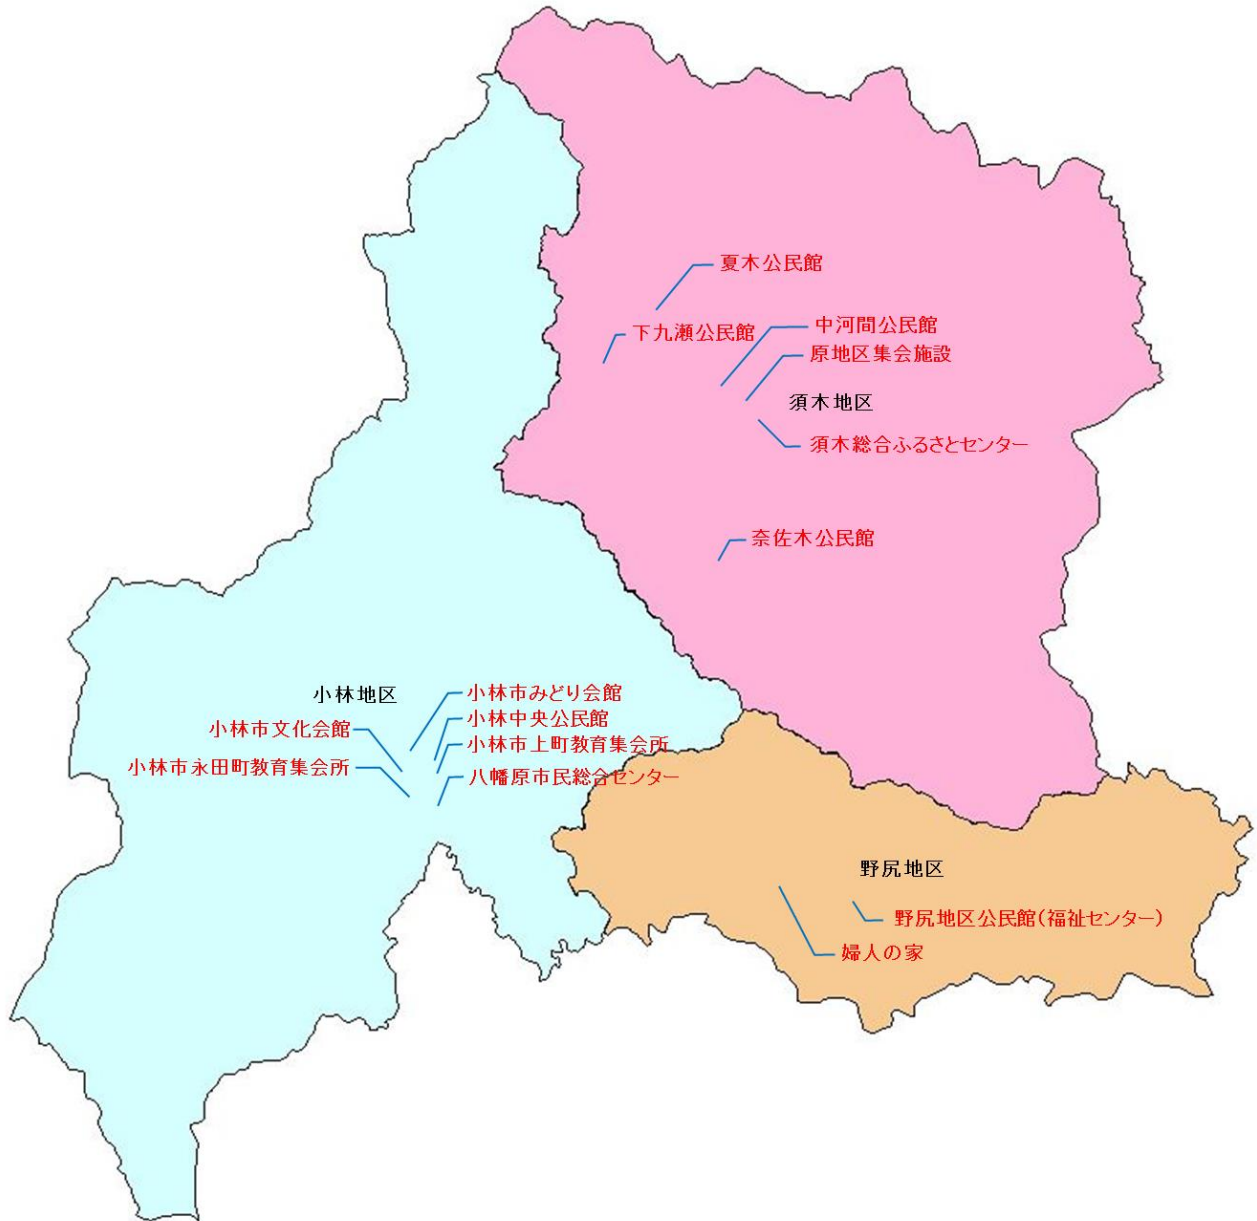 夏木公民館
中河間公民館
下九瀬公民館
原地区集会施設
須木地区
須木総合ふるさとセンター
奈佐木公民館
小林地区
小林市みどり会館
小林中央公民館
小林市文化会館
小林市上町教育集会所
小林市永田町教育集会所
八幡原市民総合センター
野尻地区
野尻地区公民館(福祉センター)
婦人の家